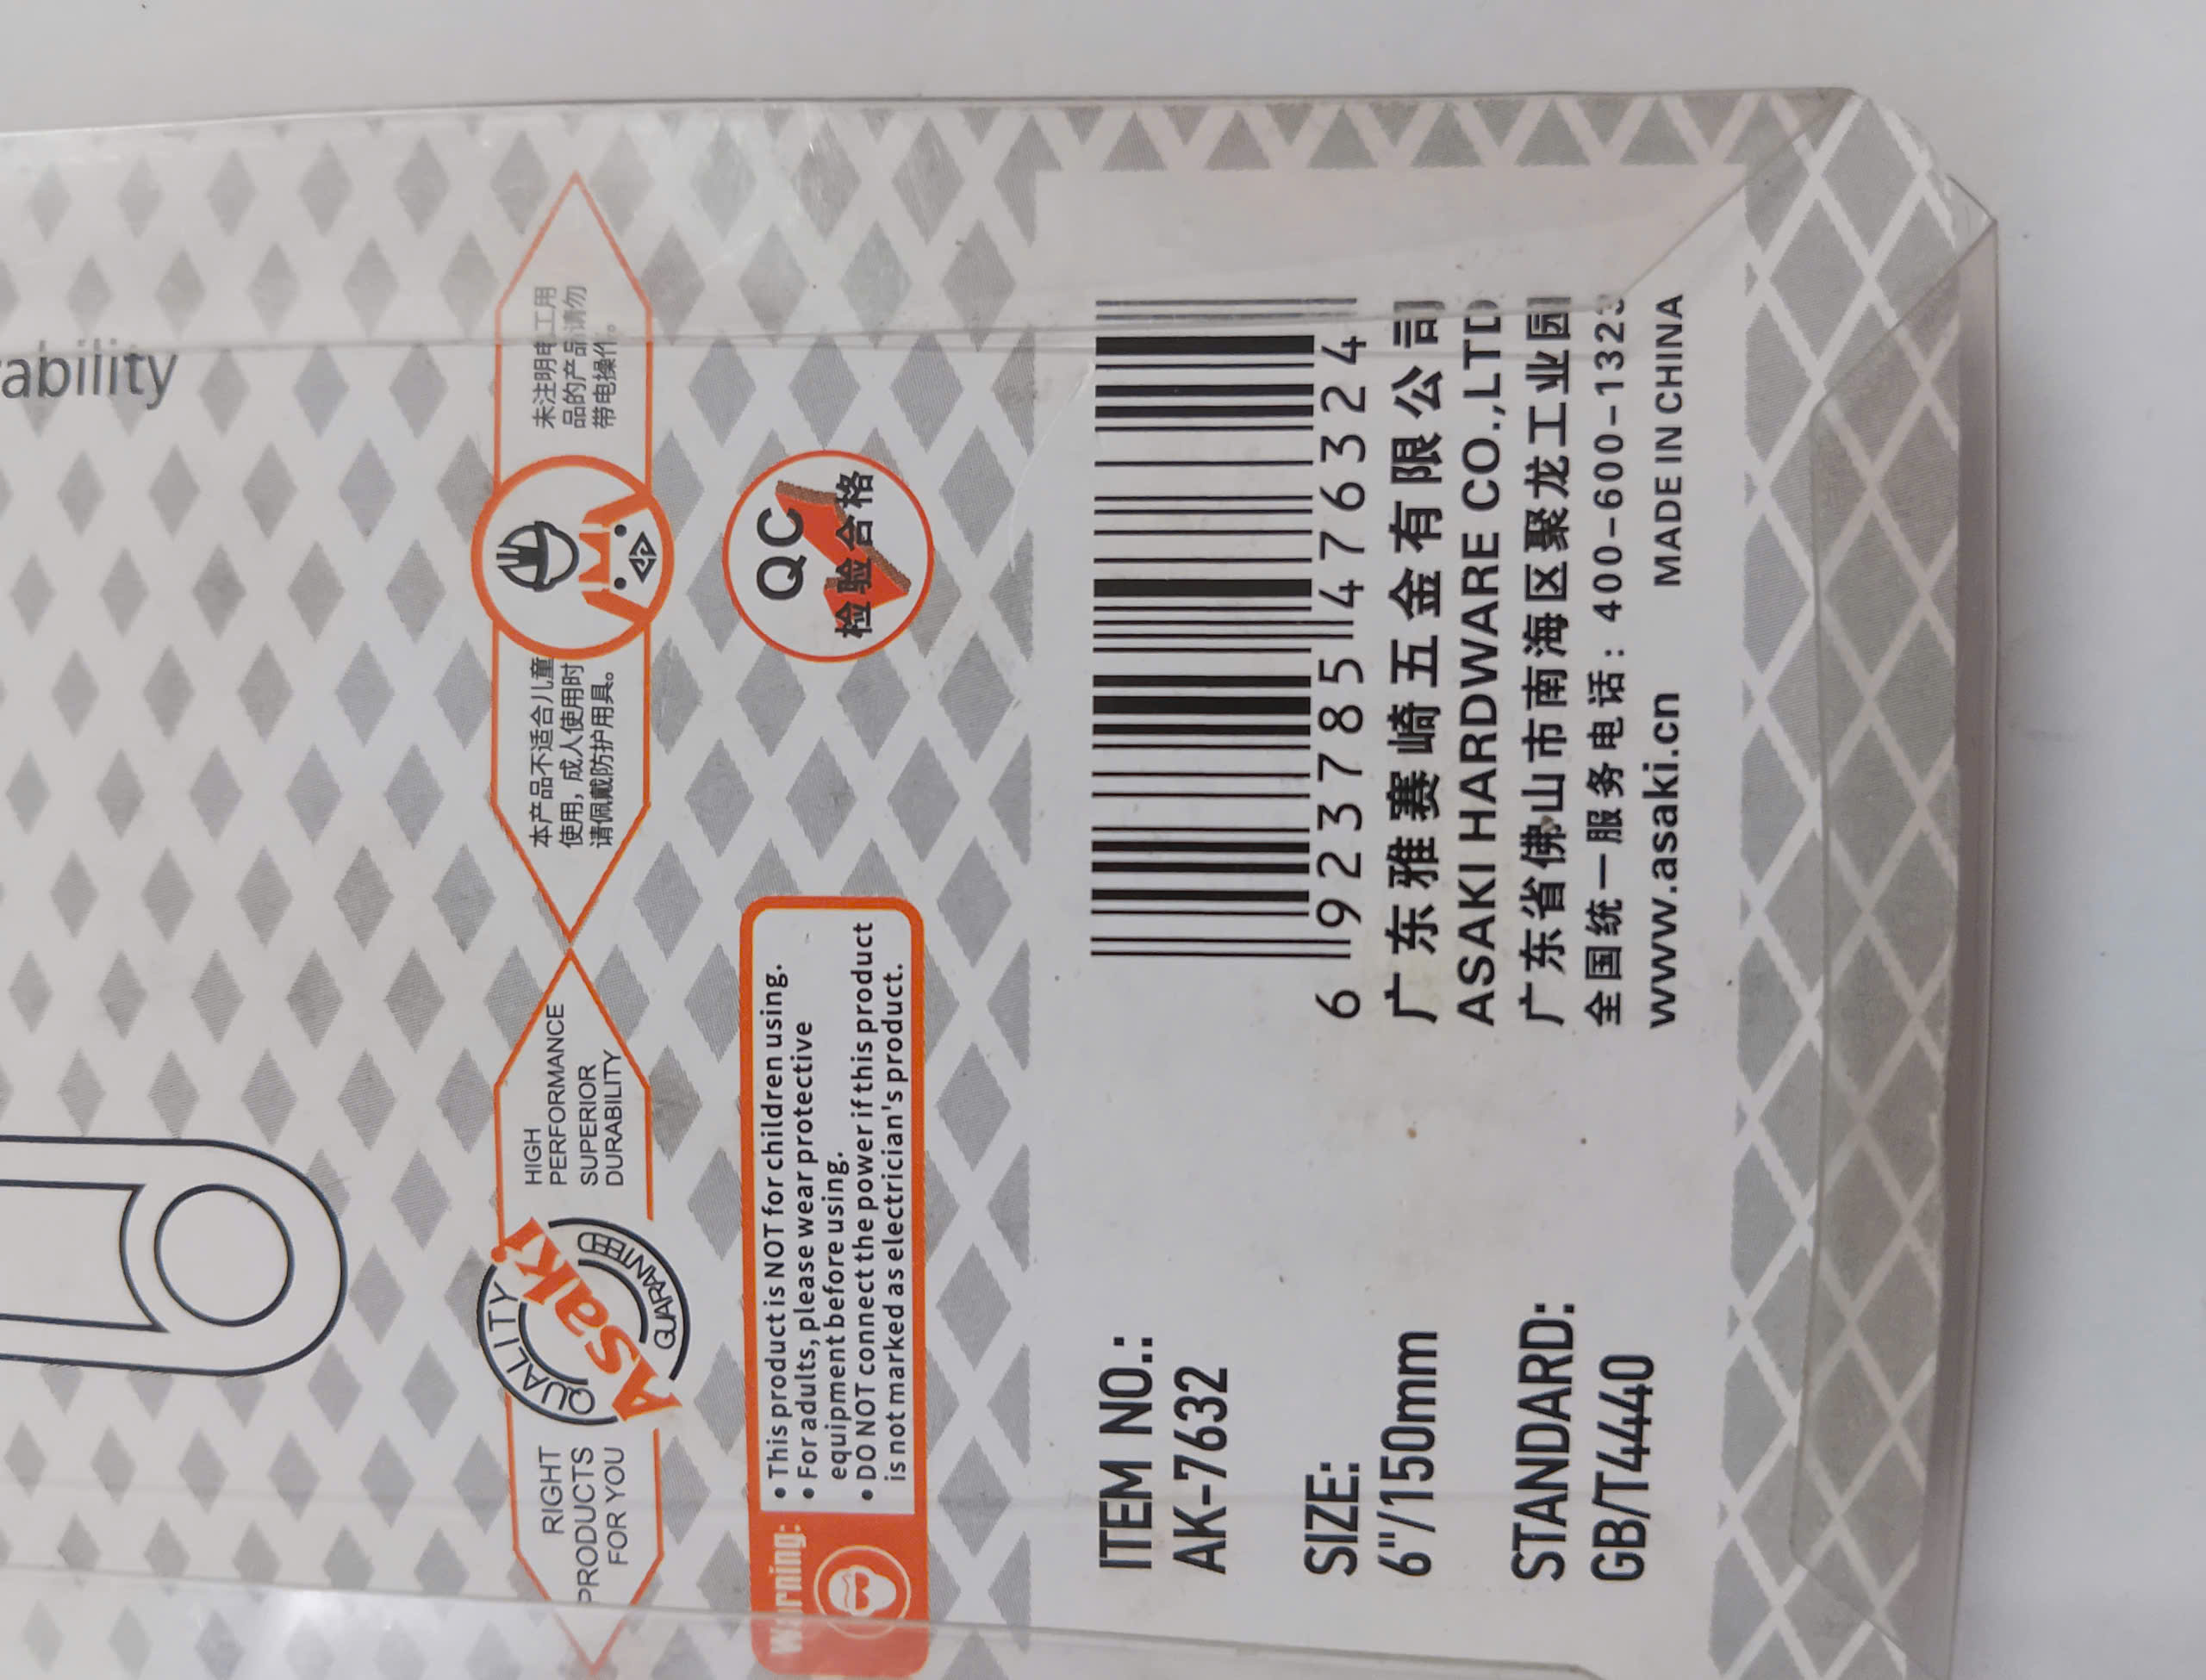 rability
RIGHT
PRODUCTS
FOR YOU
QUALITY
Asaki
GUARANTEE
HIGH
PERFORMANCE
SUPERIOR
DURABILITY
本产品不适合儿童
使用,成人使用时
请佩戴防护用具。
未注明电工用
品的产品请勿
带电操作。
Warning:
• This product is NOT for children using.
• For adults, please wear protective
equipment before using.
• DO NOT connect the power if this product
is not marked as electrician's product.
QC
检验合格
ITEM NO.:
AK-7632
SIZE:
6"/150mm
STANDARD:
GB/T4440
6 923785 476324
广东雅赛崎五金有限公司
ASAKI HARDWARE CO.,LTD
广东省佛山市南海区聚龙工业园
全国统一服务电话: 400-600-1323
www.asaki.cn MADE IN CHINA